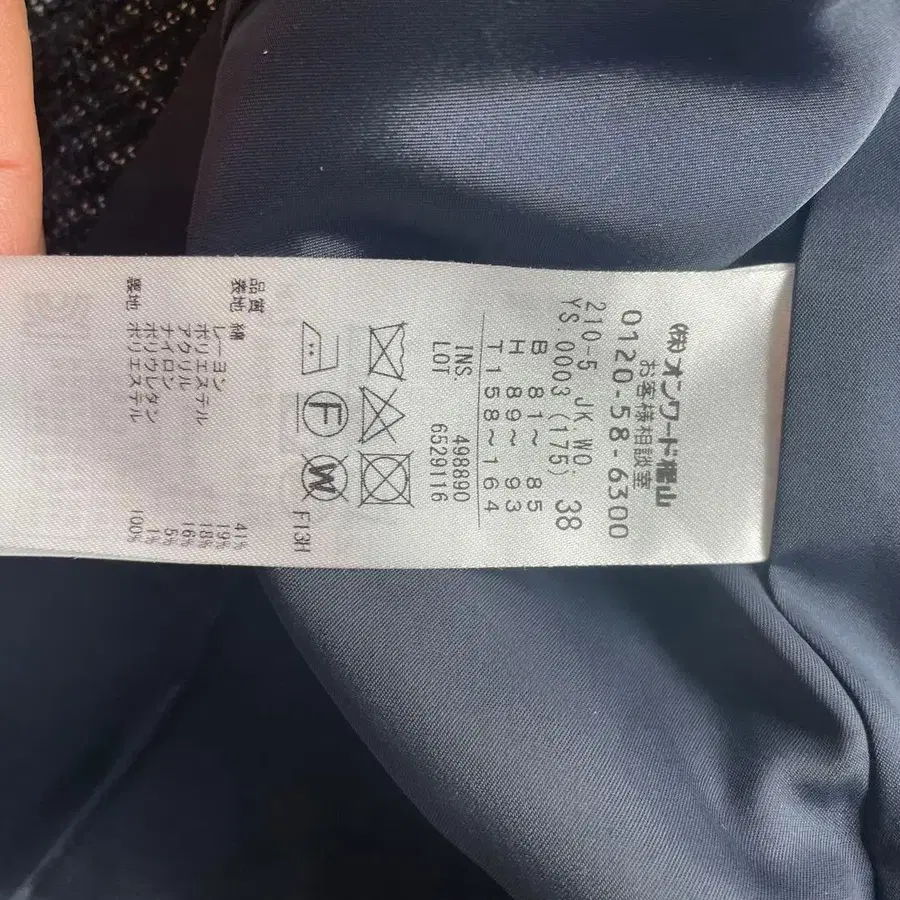 ㈱オンワード樫山
お客様相談室
0120-58-6300
210-5 JK.WO 38
YS.0003 (175)
B 81～ 85
H 89～ 93
T 158～164
INS. 498890
LOT 6529116
F W
F13H
品質
表地 綿 41%
レーヨン 19%
ポリエステル 18%
アクリル 16%
ナイロン 5%
ポリウレタン 1%
裏地 ポリエステル 100%